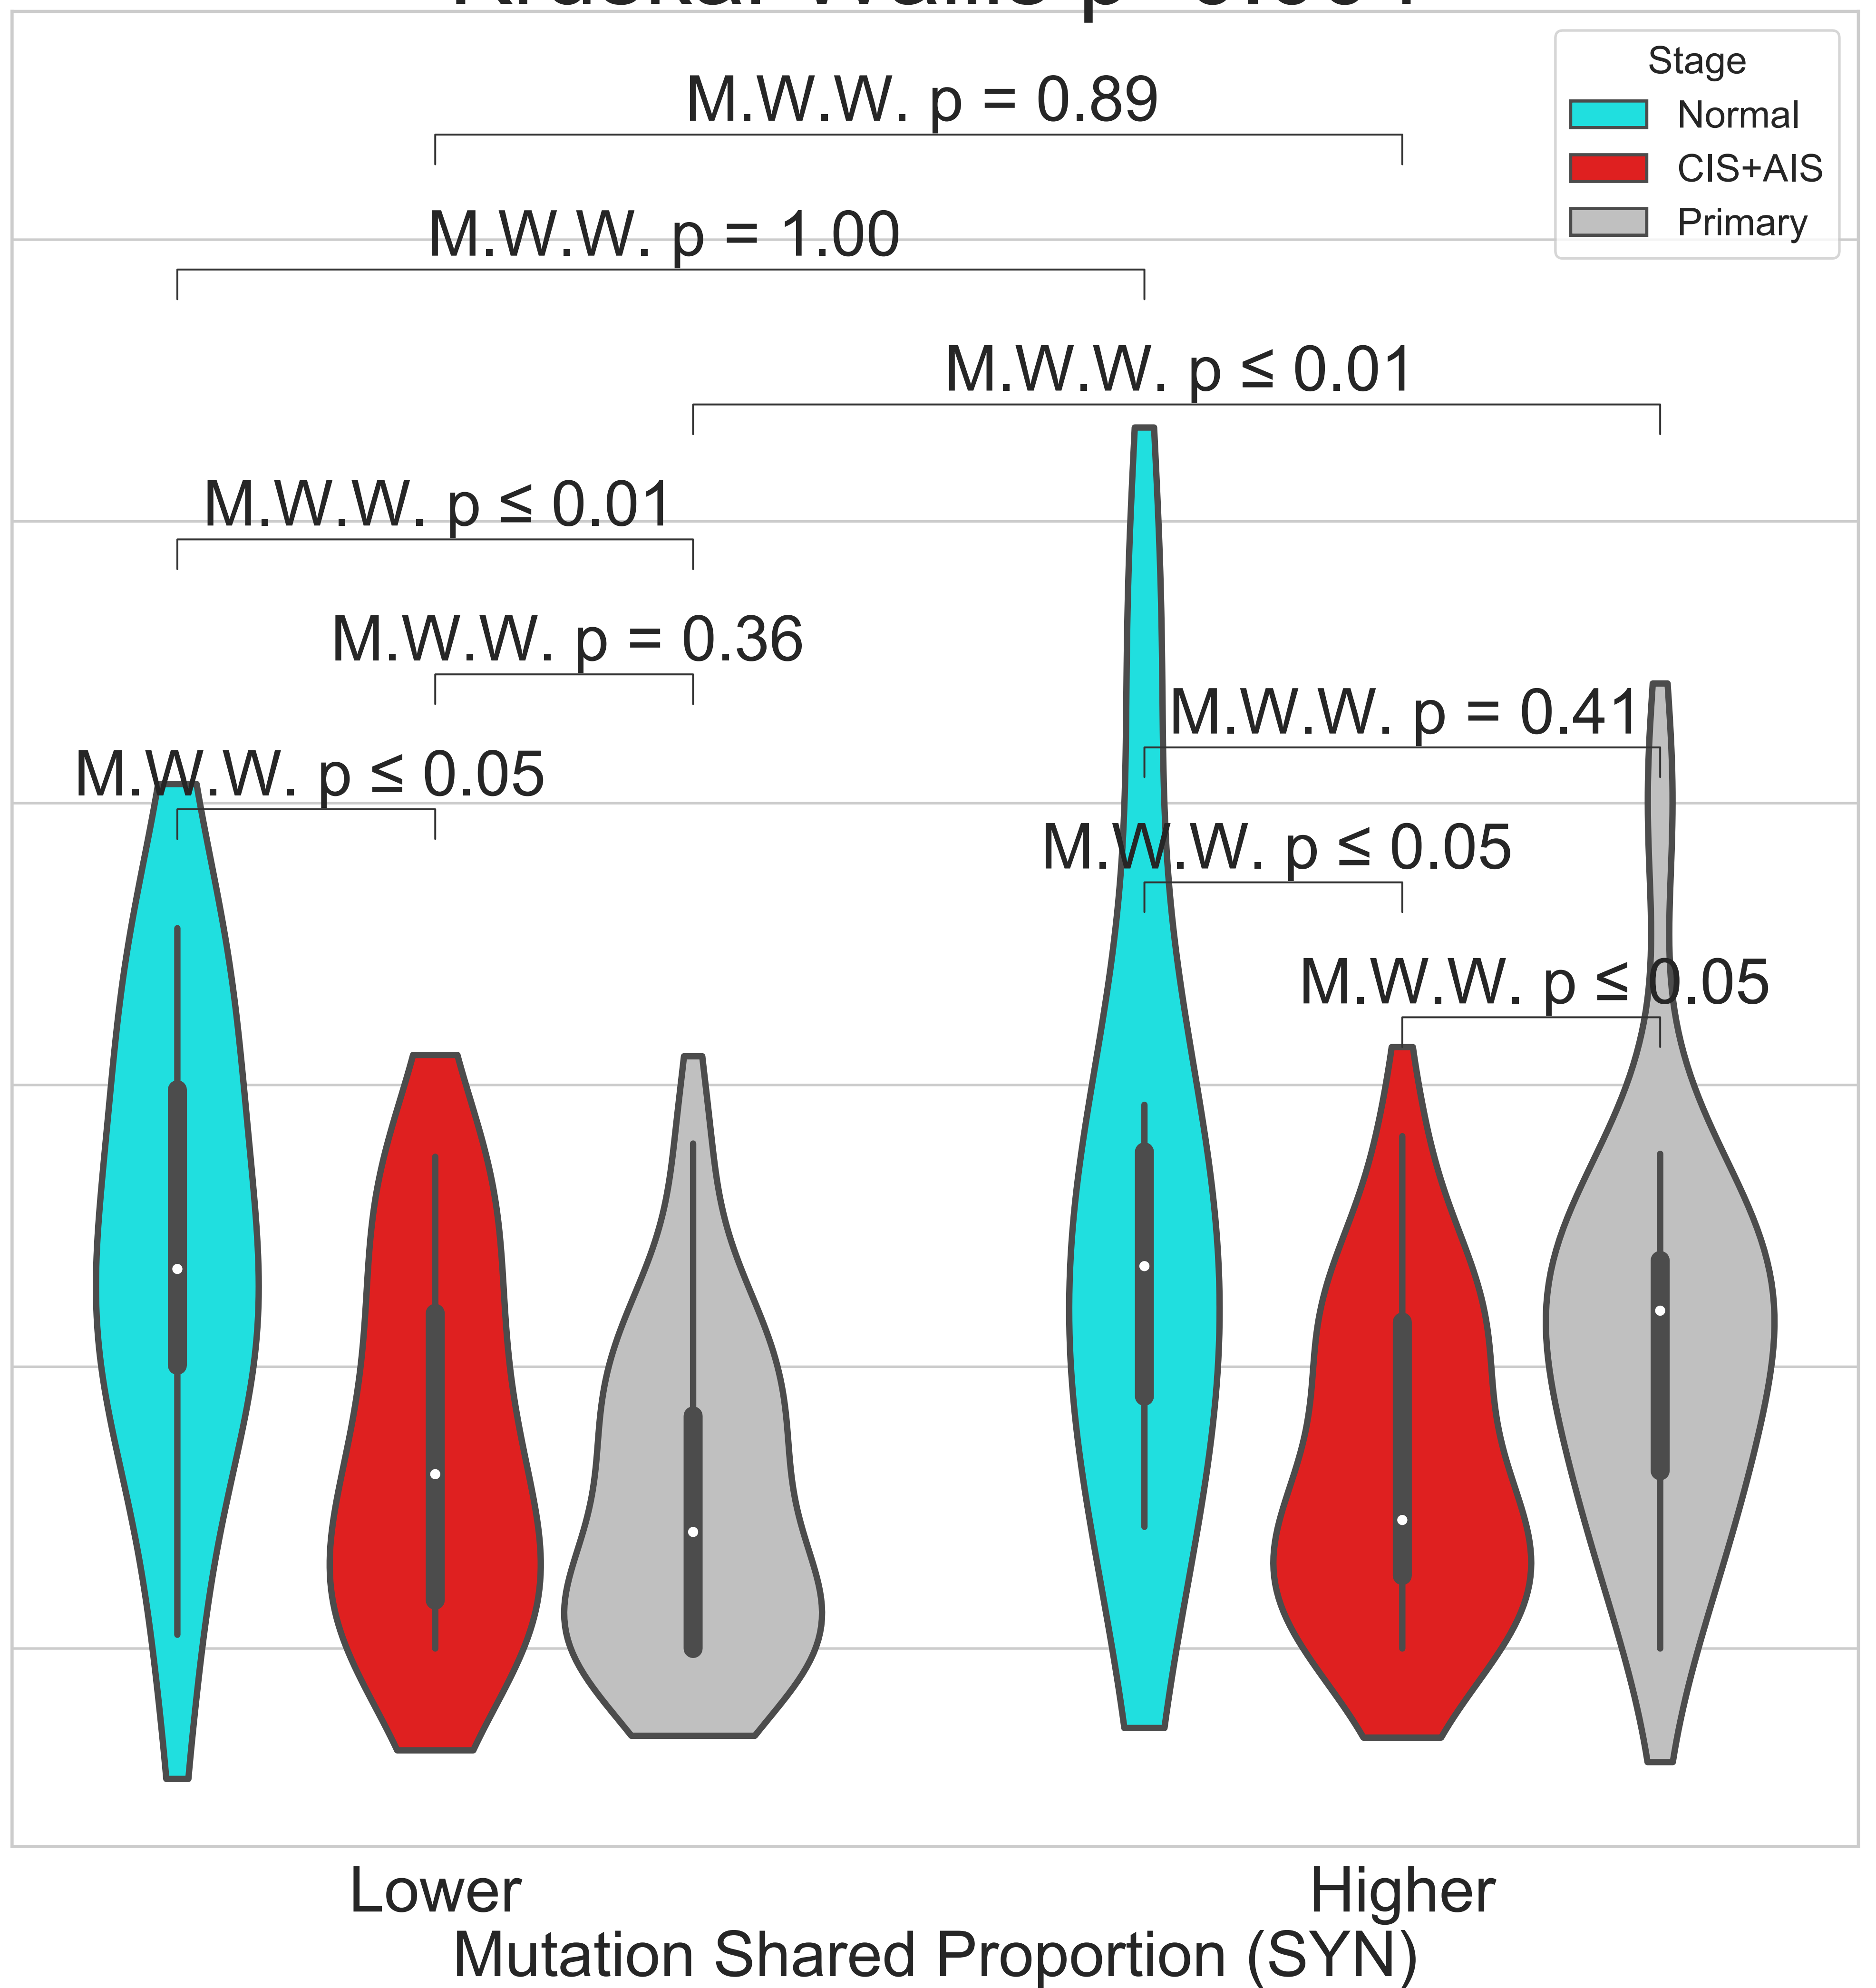 M.W.W. p = 0.89
Stage
Normal
CIS+AIS
Primary
M.W.W. p = 1.00
M.W.W. p ≤ 0.01
M.W.W. p ≤ 0.01
M.W.W. p = 0.36
M.W.W. p = 0.41
M.W.W. p ≤ 0.05
M.W.W. p ≤ 0.05
M.W.W. p ≤ 0.05
Lower
Higher
Mutation Shared Proportion (SYN)